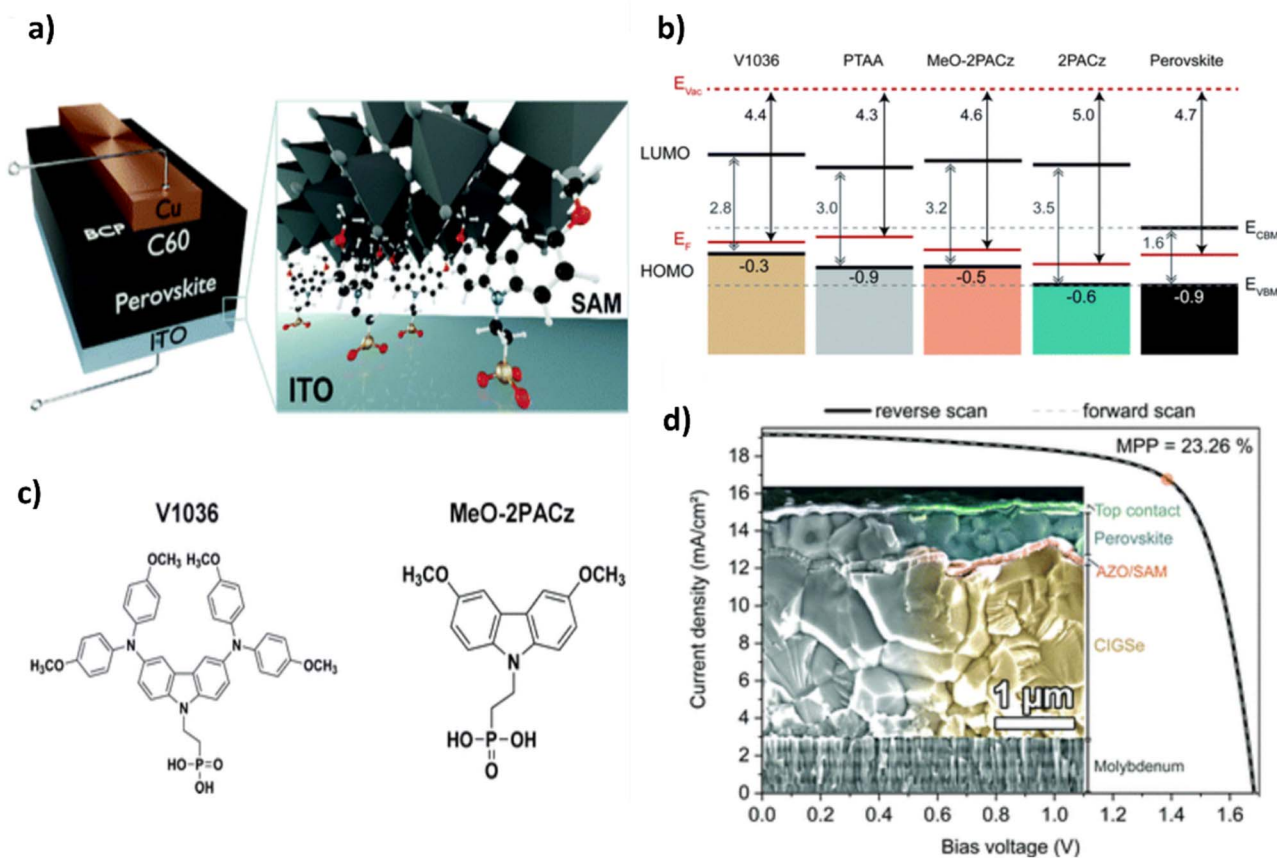 a)
Cu
BCP
C60
Perovskite
ITO
SAM
ITO
b)
V1036 PTAA MeO-2PACz 2PACz Perovskite
EVac
4.4 4.3 4.6 5.0 4.7
LUMO
2.8 3.0 3.2 3.5 1.6
ECBM
EF
HOMO
-0.3 -0.9 -0.5 -0.6 -0.9
EVBM
c)
V1036
OCH3 H3CO
N N
H3CO OCH3
N
HO-P=O
OH
MeO-2PACz
H3CO OCH3
N
HO-P-OH
O
d)
reverse scan forward scan
MPP = 23.26 %
Current density (mA/cm²)
18
16
14
12
10
8
6
4
2
0
Top contact
Perovskite
AZO/SAM
CIGSe
1 µm
Molybdenum
0.0 0.2 0.4 0.6 0.8 1.0 1.2 1.4 1.6
Bias voltage (V)